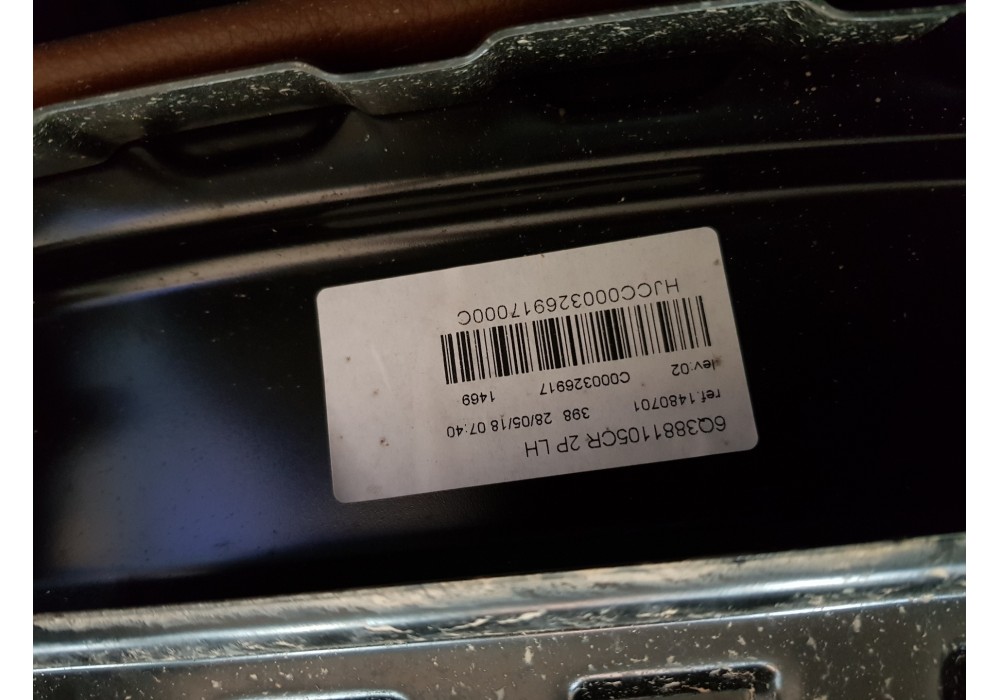 6Q3881105CR 2P LH
ref.:1480701 398 28/05/18 07:40
lev:02 C000326917 1469
HJCC000326917000C